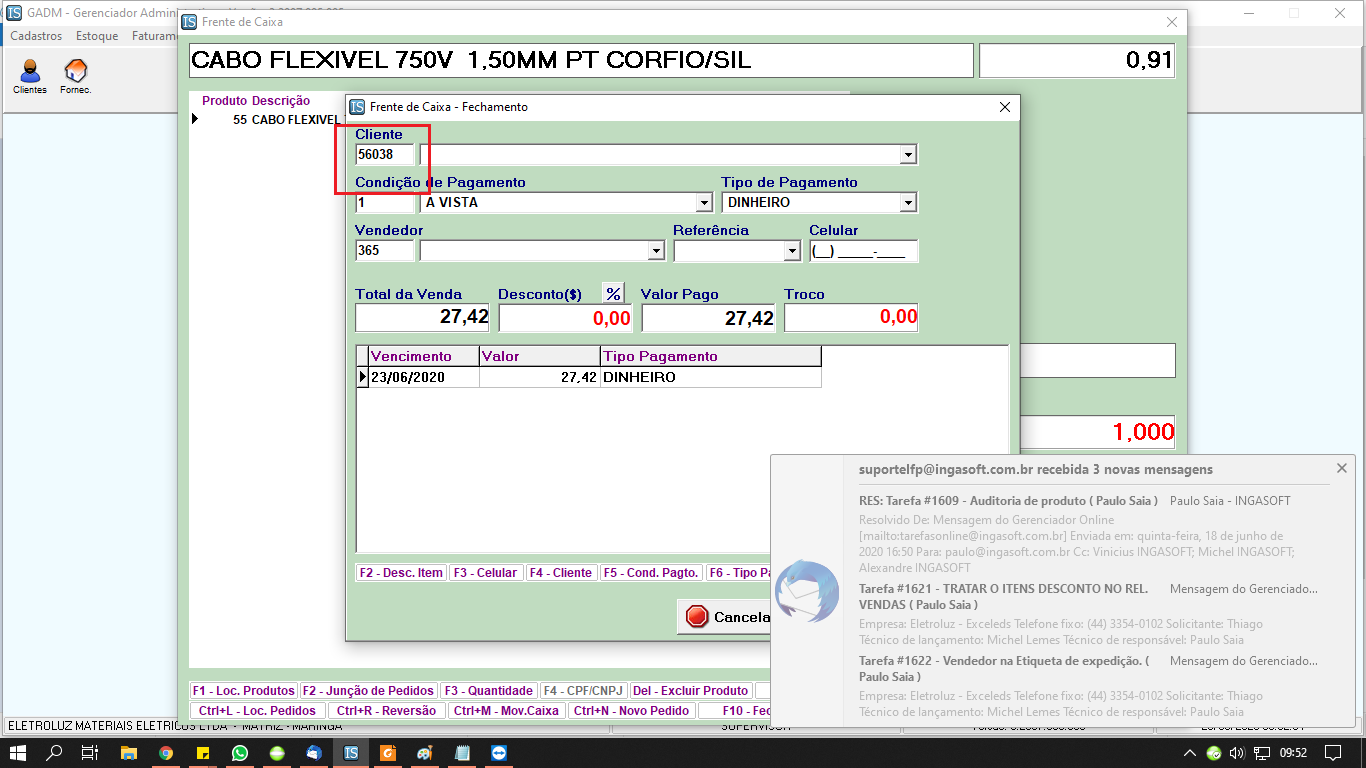 GADM - Gerenciador Admin
Cadastros Estoque Faturam
Clientes Fornec.
Frente de Caixa
CABO FLEXIVEL 750V 1,50MM PT CORFIO/SIL
0,91
Produto Descrição
55 CABO FLEXIVEL
Frente de Caixa - Fechamento
Cliente
56038
Condição de Pagamento Tipo de Pagamento
1 A VISTA DINHEIRO
Vendedor Referência Celular
365 (__) _____-____
Total da Venda Desconto($) % Valor Pago Troco
27,42 0,00 27,42 0,00
Vencimento Valor Tipo Pagamento
23/06/2020 27,42 DINHEIRO
1,000
F2 - Desc. Item F3 - Celular F4 - Cliente F5 - Cond. Pagto. F6 - Tipo Pa
Cancela
suportelfp@ingasoft.com.br recebida 3 novas mensagens
RES: Tarefa #1609 - Auditoria de produto ( Paulo Saia ) Paulo Saia - INGASOFT
Resolvido De: Mensagem do Gerenciador Online
[mailto:tarefasonline@ingasoft.com.br] Enviada em: quinta-feira, 18 de junho de
2020 16:50 Para: paulo@ingasoft.com.br Cc: Vinicius INGASOFT; Michel INGASOFT;
Alexandre INGASOFT
Tarefa #1621 - TRATAR O ITENS DESCONTO NO REL. Mensagem do Gerenciado...
VENDAS ( Paulo Saia )
Empresa: Eletroluz - Exceleds Telefone fixo: (44) 3354-0102 Solicitante: Thiago
Técnico de lançamento: Michel Lemes Técnico de responsável: Paulo Saia
Tarefa #1622 - Vendedor na Etiqueta de expedição. ( Mensagem do Gerenciado...
Paulo Saia )
Empresa: Eletroluz - Exceleds Telefone fixo: (44) 3354-0102 Solicitante: Thiago
Técnico de lançamento: Michel Lemes Técnico de responsável: Paulo Saia
F1 - Loc. Produtos F2 - Junção de Pedidos F3 - Quantidade F4 - CPF/CNPJ Del - Excluir Produto
Ctrl+L - Loc. Pedidos Ctrl+R - Reversão Ctrl+M - Mov.Caixa Ctrl+N - Novo Pedido F10 - Fec
ELETROLUZ MATERIAIS ELETRICOS LTDA - MATRIZ - MARINGA
09:52